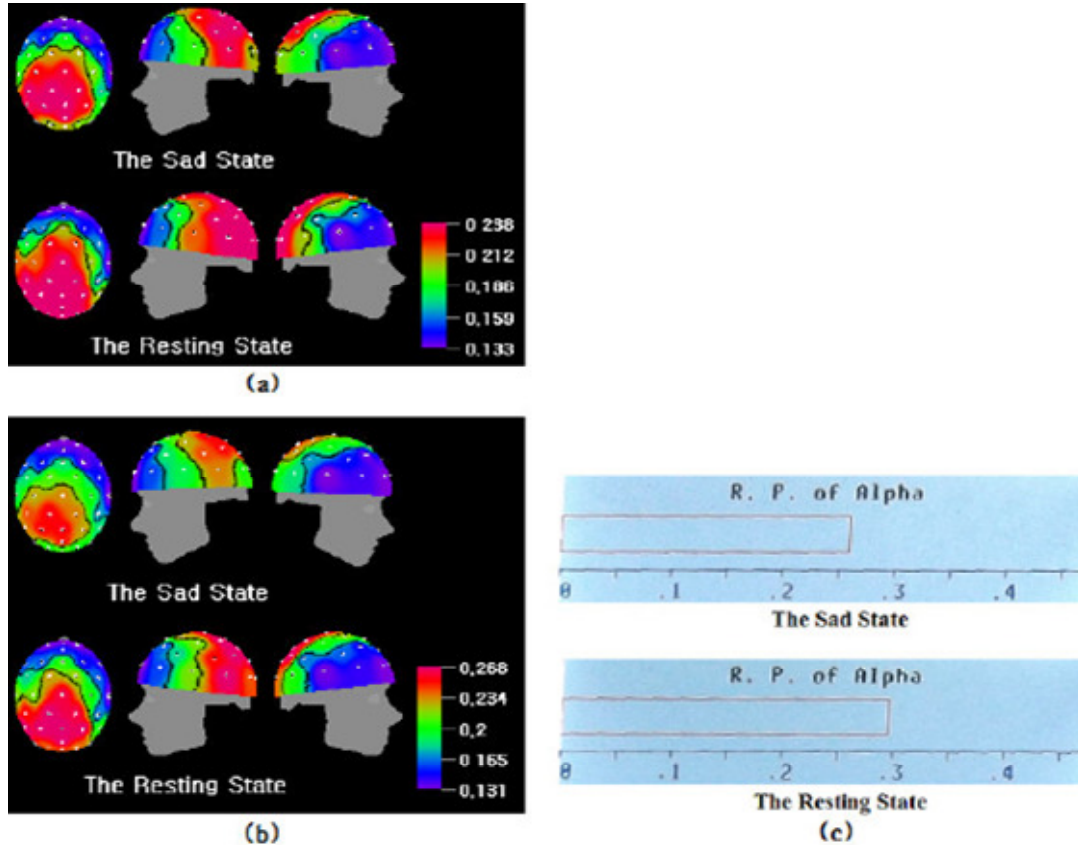 The Sad State
0 238
0 212
0,186
0,159
0,133
The Resting State
(a)
The Sad State
0,268
0,234
0,2
0 165
0,131
The Resting State
(b)
R. P. of Alpha
0 .1 .2 .3 .4
The Sad State
R. P. of Alpha
0 .1 .2 .3 .4
The Resting State
(c)